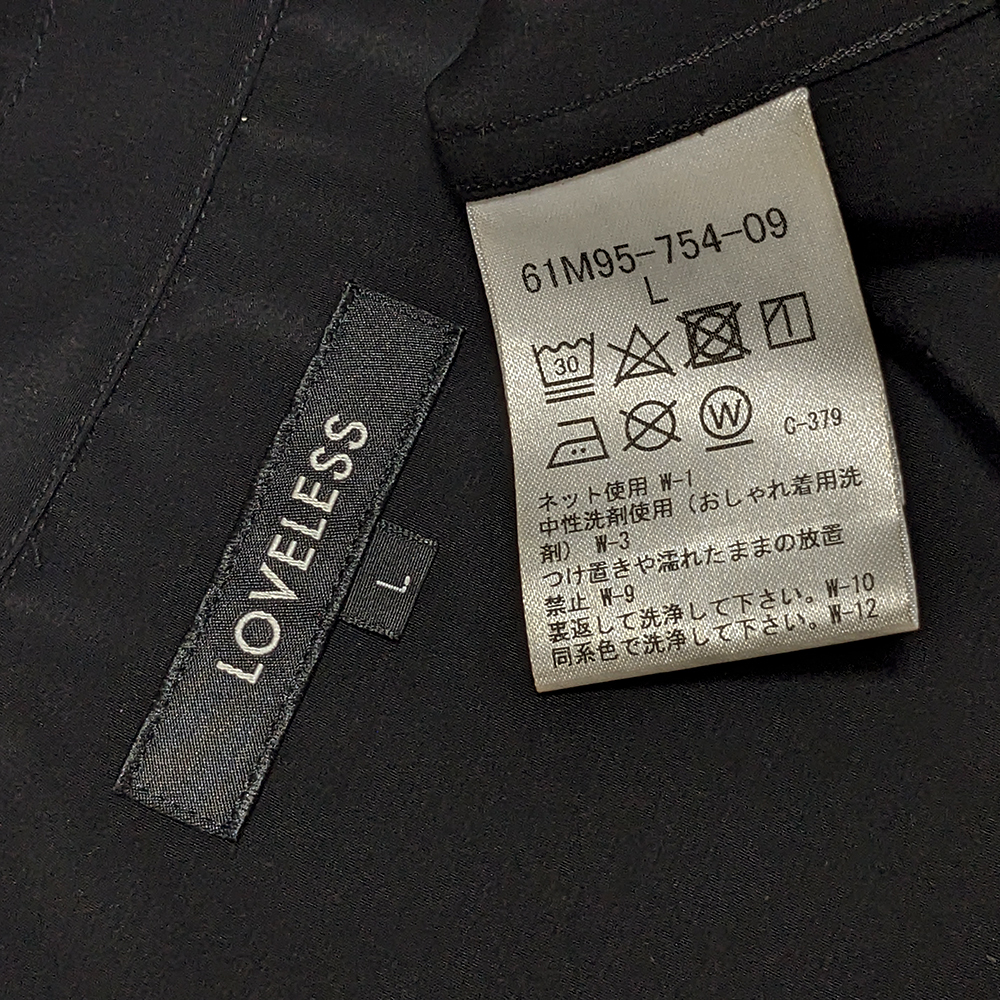 LOVELESS
L
61M95-754-09
L
30
W
G-379
ネット使用 W-1
中性洗剤使用（おしゃれ着用洗
剤） W-3
つけ置きや濡れたままの放置
禁止 W-9
裏返して洗浄して下さい。W-10
同系色で洗浄して下さい。W-12